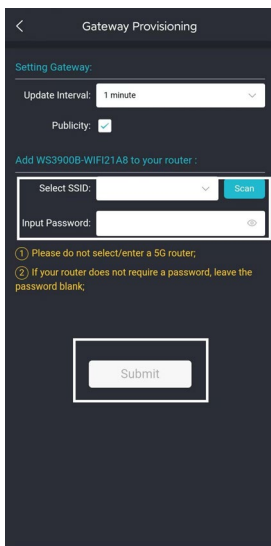 Gateway Provisioning
Setting Gateway:
Update Interval: 1 minute
Publicity:
Add WS3900B-WIFI21A8 to your router :
Select SSID: Scan
Input Password:
① Please do not select/enter a 5G router;
② If your router does not require a password, leave the
password blank;
Submit